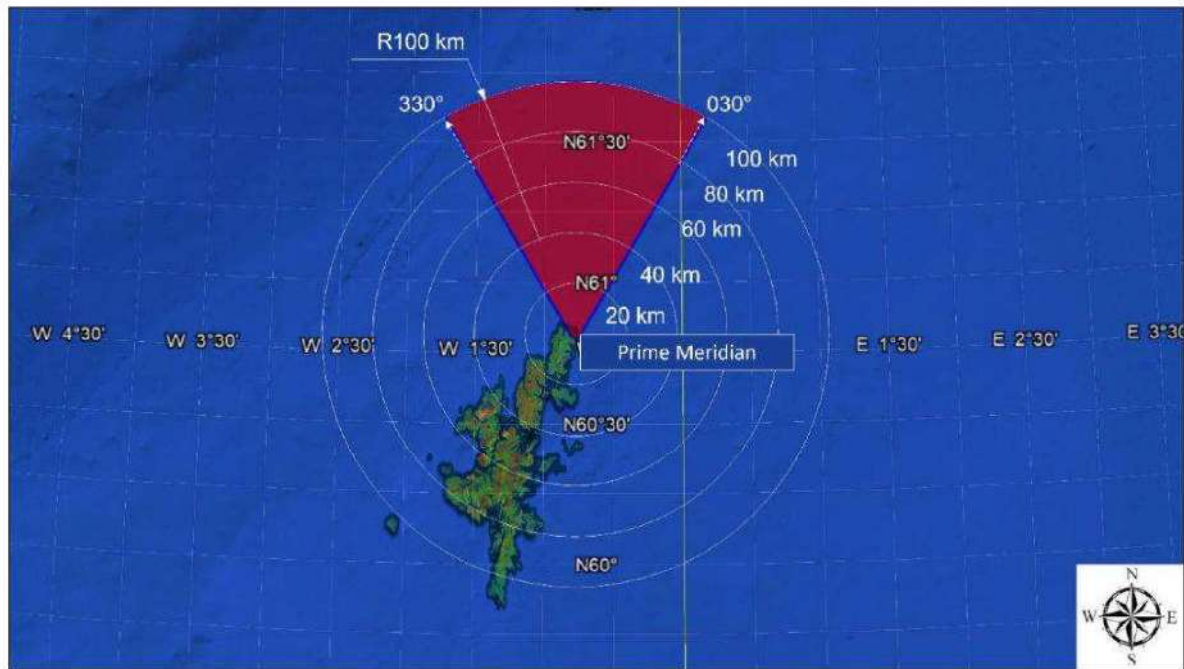 R100 km
330°
030°
N61°30'
100 km
80 km
60 km
N61°
40 km
20 km
W 4°30'
W 3°30'
W 2°30'
W 1°30'
Prime Meridian
E 1°30'
E 2°30'
E 3°30'
N60°30'
N60°
N
W
E
S